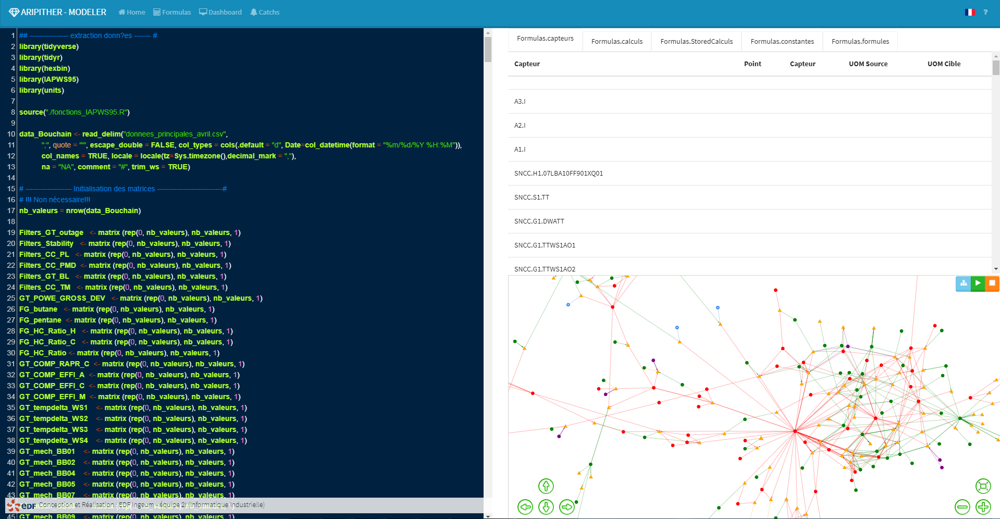 ARIPITHER - MODELER Home Formulas Dashboard Catchs ?
1 ## ---------------- extraction donn?es ------- #
2 library(tidyverse)
3 library(tidyr)
4 library(hexbin)
5 library(IAPWS95)
6 library(units)
7
8 source("./fonctions_IAPWS95.R")
9
10 data_Bouchain <- read_delim("donnees_principales_avril.csv",
11 ";", quote = "'", escape_double = FALSE, col_types = cols(.default = "d", Date=col_datetime(format = "%m/%d/%Y %H:%M")),
12 col_names = TRUE, locale = locale(tz=Sys.timezone(),decimal_mark = ","),
13 na = "NA", comment = "#", trim_ws = TRUE)
14
15 # ------------------- Initialisation des matrices ---------------------------#
16 # !!! Non nécessaire!!!
17 nb_valeurs = nrow(data_Bouchain)
18
19 Filters_GT_outage <- matrix (rep(0, nb_valeurs), nb_valeurs, 1)
20 Filters_Stability <- matrix (rep(0, nb_valeurs), nb_valeurs, 1)
21 Filters_CC_PL <- matrix (rep(0, nb_valeurs), nb_valeurs, 1)
22 Filters_CC_PMD <- matrix (rep(0, nb_valeurs), nb_valeurs, 1)
23 Filters_GT_BL <- matrix (rep(0, nb_valeurs), nb_valeurs, 1)
24 Filters_CC_TM <- matrix (rep(0, nb_valeurs), nb_valeurs, 1)
25 GT_POWE_GROSS_DEV <- matrix (rep(0, nb_valeurs), nb_valeurs, 1)
26 FG_butane <- matrix (rep(0, nb_valeurs), nb_valeurs, 1)
27 FG_pentane <- matrix (rep(0, nb_valeurs), nb_valeurs, 1)
28 FG_HC_Ratio_H <- matrix (rep(0, nb_valeurs), nb_valeurs, 1)
29 FG_HC_Ratio_C <- matrix (rep(0, nb_valeurs), nb_valeurs, 1)
30 FG_HC_Ratio <- matrix (rep(0, nb_valeurs), nb_valeurs, 1)
31 GT_COMP_RAPR_C <- matrix (rep(0, nb_valeurs), nb_valeurs, 1)
32 GT_COMP_EFFI_A <- matrix (rep(0, nb_valeurs), nb_valeurs, 1)
33 GT_COMP_EFFI_C <- matrix (rep(0, nb_valeurs), nb_valeurs, 1)
34 GT_COMP_EFFI_M <- matrix (rep(0, nb_valeurs), nb_valeurs, 1)
35 GT_tempdelta_WS1 <- matrix (rep(0, nb_valeurs), nb_valeurs, 1)
36 GT_tempdelta_WS2 <- matrix (rep(0, nb_valeurs), nb_valeurs, 1)
37 GT_tempdelta_WS3 <- matrix (rep(0, nb_valeurs), nb_valeurs, 1)
38 GT_tempdelta_WS4 <- matrix (rep(0, nb_valeurs), nb_valeurs, 1)
39 GT_mech_BB01 <- matrix (rep(0, nb_valeurs), nb_valeurs, 1)
40 GT_mech_BB02 <- matrix (rep(0, nb_valeurs), nb_valeurs, 1)
41 GT_mech_BB04 <- matrix (rep(0, nb_valeurs), nb_valeurs, 1)
42 GT_mech_BB05 <- matrix (rep(0, nb_valeurs), nb_valeurs, 1)
43 GT_mech_BB07 <- matrix (rep(0, nb_valeurs), nb_valeurs, 1)
EDF Conception et Réalisation : EDF Ingeum - équipe 2I (Informatique Industrielle)
45 GT_mech_BB09 <- matrix (rep(0, nb_valeurs), nb_valeurs, 1)
Formulas.capteurs Formulas.calculs Formulas.StoredCalculs Formulas.constantes Formulas.formules
Capteur Point Capteur UOM Source UOM Cible
A3.I
A2.I
A1.I
SNCC.H1.07LBA10FF901XQ01
SNCC.S1.TT
SNCC.G1.DWATT
SNCC.G1.TTWS1AO1
SNCC.G1.TTWS1AO2